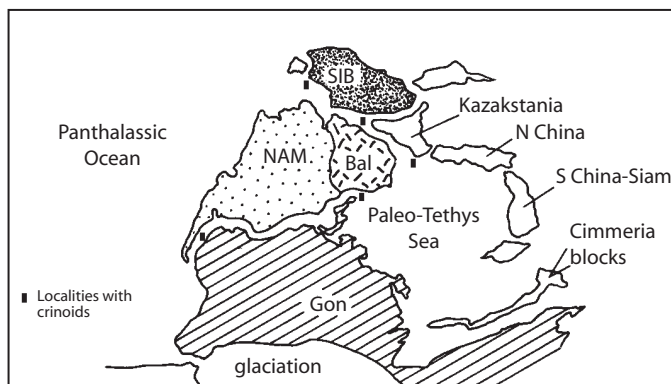 SIB
Kazakstania
Panthalassic
Ocean
N China
NAM
Bal
S China-Siam
Paleo-Tethys
Sea
Cimmeria
blocks
Localities with
crinoids
Gon
glaciation